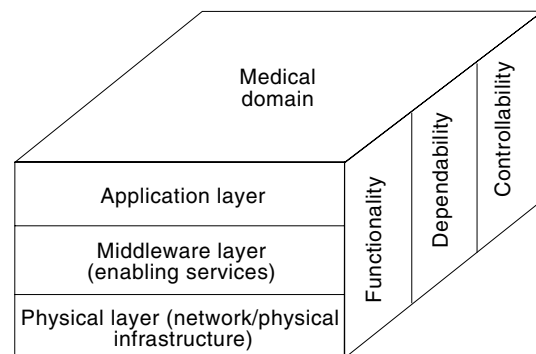 Medical
domain
Application layer
Middleware layer
(enabling services)
Physical layer (network/physical
infrastructure)
Functionality
Dependability
Controllability